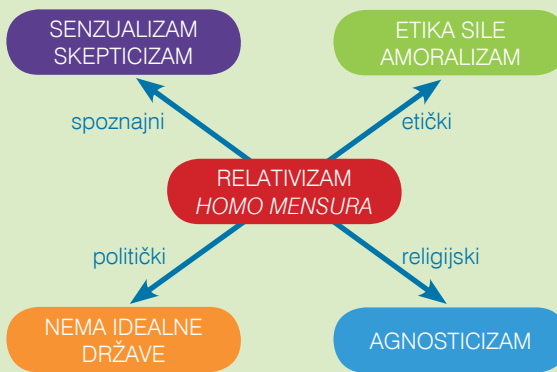 SENZUALIZAM
SKEPTICIZAM
ETIKA SILE
AMORALIZAM
spoznajni
etički
RELATIVIZAM
HOMO MENSURA
politički
religijski
NEMA IDEALNE
DRŽAVE
AGNOSTICIZAM